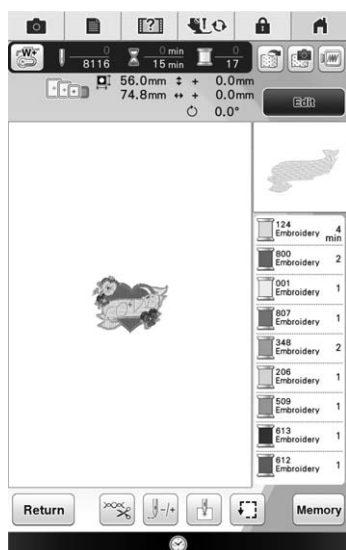 W+
0 0 min 0
8116 15 min 17
56.0mm + 0.0mm
74.8mm + 0.0mm
0.0°
Edit
124
Embroidery 4 min
800
Embroidery 2
001
Embroidery 1
807
Embroidery 1
348
Embroidery 2
206
Embroidery 1
509
Embroidery 1
613
Embroidery 1
612
Embroidery 1
Return -/+ Memory